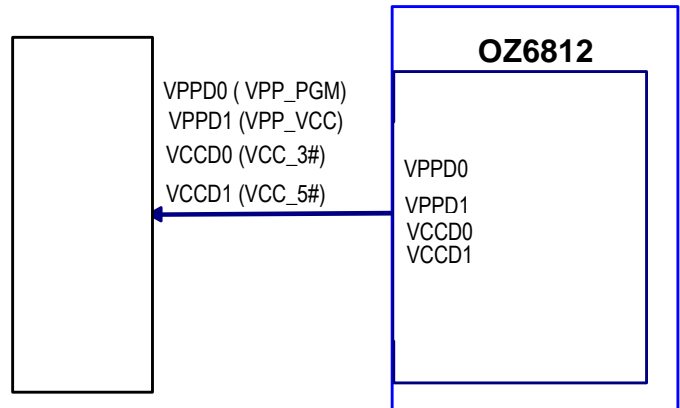 OZ6812
VPPD0 ( VPP_PGM)
VPPD1 (VPP_VCC)
VCCD0 (VCC_3#)
VCCD1 (VCC_5#)
VPPD0
VPPD1
VCCD0
VCCD1